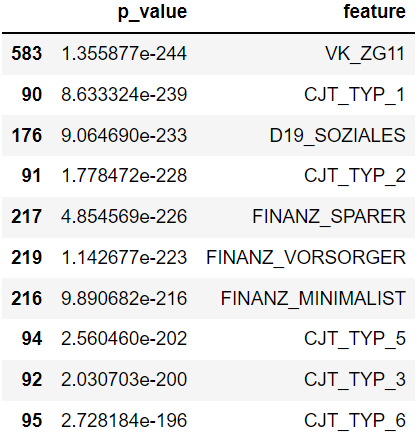 p_value feature
583 1.355877e-244 VK_ZG11
90 8.633324e-239 CJT_TYP_1
176 9.064690e-233 D19_SOZIALES
91 1.778472e-228 CJT_TYP_2
217 4.854569e-226 FINANZ_SPARER
219 1.142677e-223 FINANZ_VORSORGER
216 9.890682e-216 FINANZ_MINIMALIST
94 2.560460e-202 CJT_TYP_5
92 2.030703e-200 CJT_TYP_3
95 2.728184e-196 CJT_TYP_6